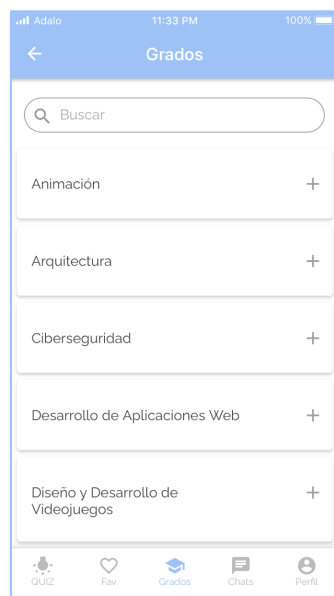 Adalo 11:33 PM 100%
Grados
Buscar
Animación
Arquitectura
Ciberseguridad
Desarrollo de Aplicaciones Web
Diseño y Desarrollo de
Videojuegos
QUIZ Fav Grados Chats Perfil